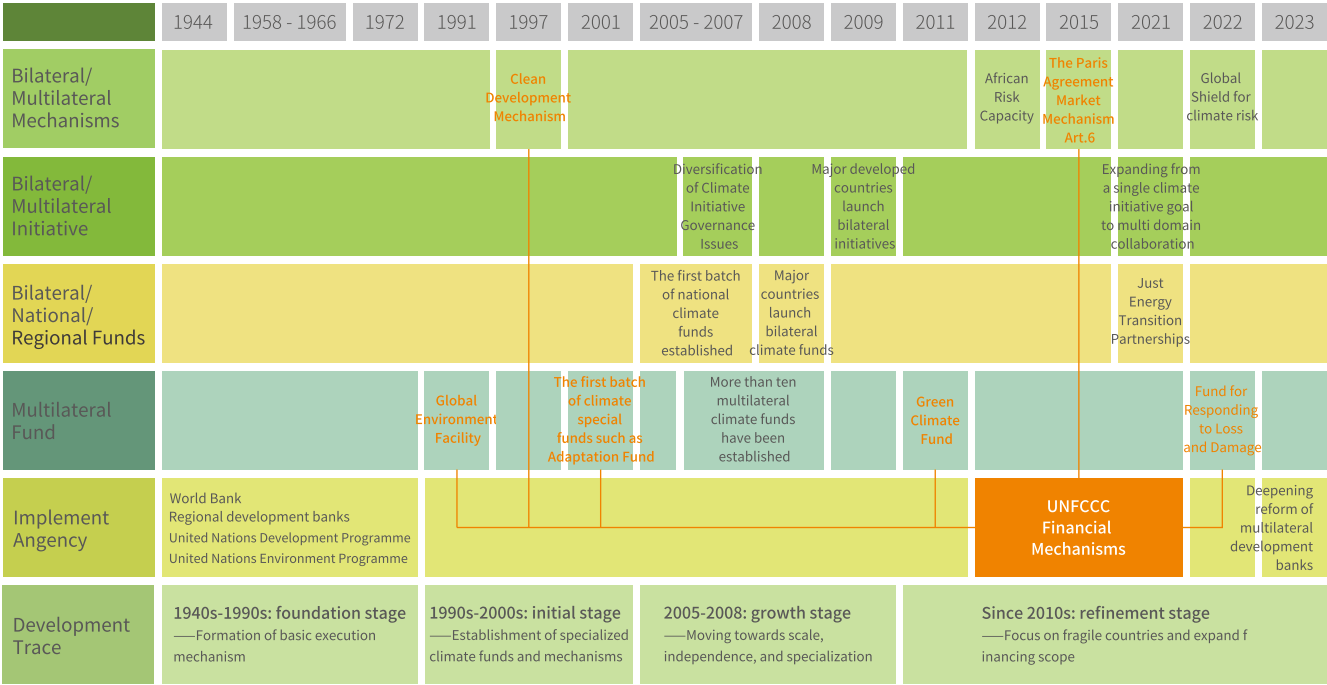 1944
1958 - 1966
1972
1991
1997
2001
2005 - 2007
2008
2009
2011
2012
2015
2021
2022
2023
Bilateral/
Multilateral
Mechanisms
Clean
Development
Mechanism
African
Risk
Capacity
The Paris
Agreement
Market
Mechanism
Art.6
Global
Shield for
climate risk
Bilateral/
Multilateral
Initiative
Diversification
of Climate
Initiative
Governance
Issues
Major developed
countries
launch
bilateral
initiatives
Expanding from
a single climate
initiative goal
to multi domain
collaboration
Bilateral/
National/
Regional Funds
The first batch
of national
climate
funds
established
Major
countries
launch
bilateral
climate funds
Just
Energy
Transition
Partnerships
Multilateral
Fund
Global
Environment
Facility
The first batch
of climate
special
funds such as
Adaptation Fund
More than ten
multilateral
climate funds
have been
established
Green
Climate
Fund
Fund for
Responding
to Loss
and Damage
Implement
Angency
World Bank
Regional development banks
United Nations Development Programme
United Nations Environment Programme
UNFCCC
Financial
Mechanisms
Deepening
reform of
multilateral
development
banks
Development
Trace
1940s-1990s: foundation stage
——Formation of basic execution
mechanism
1990s-2000s: initial stage
——Establishment of specialized
climate funds and mechanisms
2005-2008: growth stage
——Moving towards scale,
independence, and specialization
Since 2010s: refinement stage
——Focus on fragile countries and expand f
inancing scope